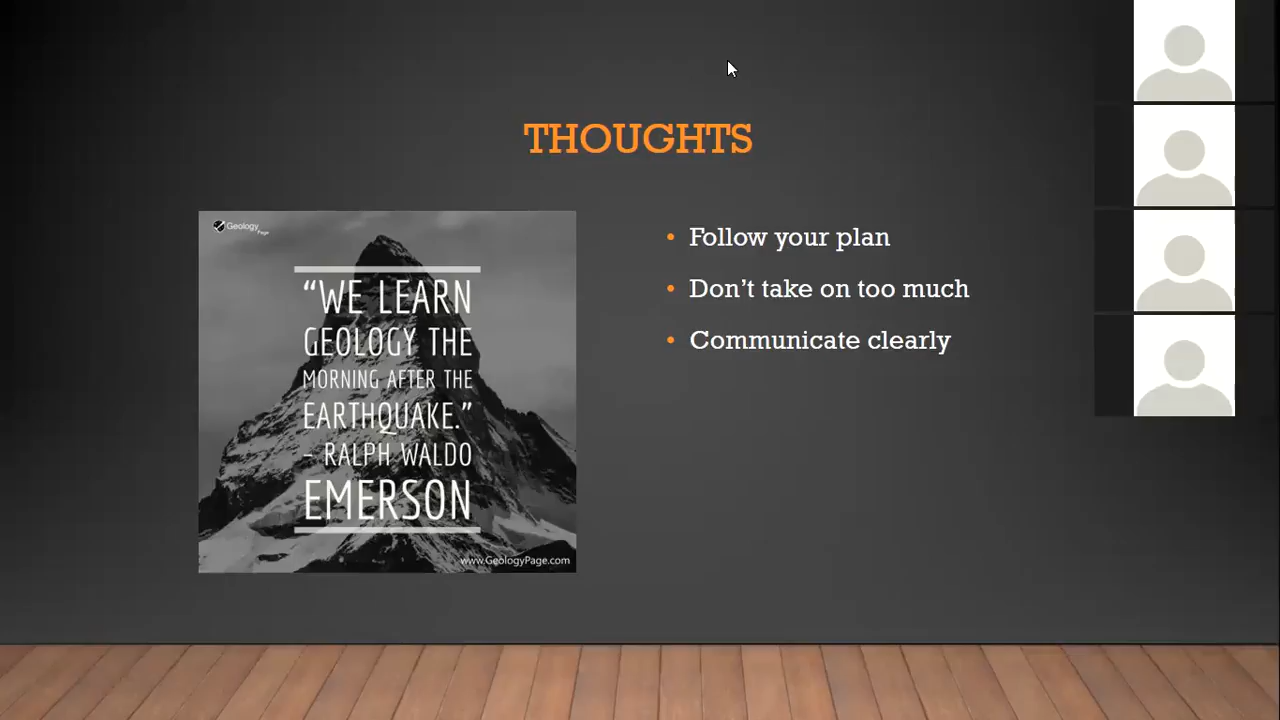 THOUGHTS
Geology
Page
“WE LEARN
GEOLOGY THE
MORNING AFTER THE
EARTHQUAKE.”
– RALPH WALDO
EMERSON
www.GeologyPage.com
• Follow your plan
• Don’t take on too much
• Communicate clearly